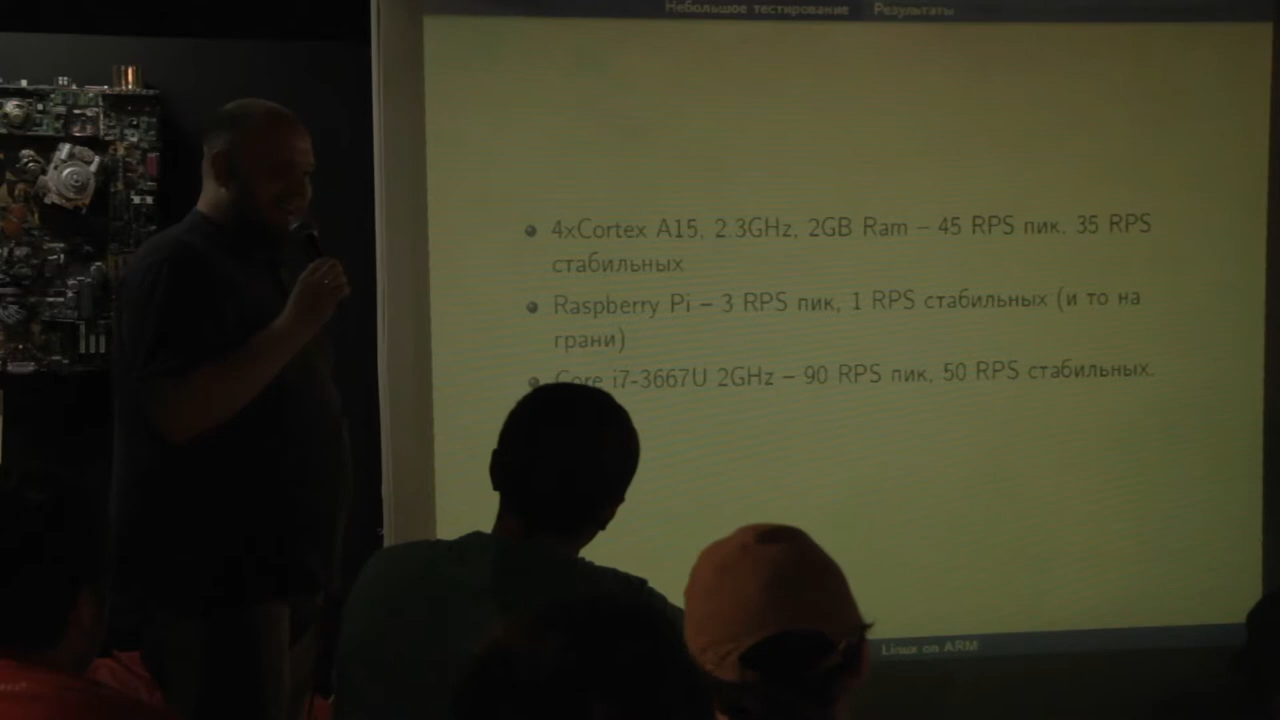 Небольшое тестирование Результаты
4xCortex A15, 2.3GHz, 2GB Ram – 45 RPS пик, 35 RPS
стабильных
Raspberry Pi – 3 RPS пик, 1 RPS стабильных (и то на
грани)
Core i7-3667U 2GHz – 90 RPS пик, 50 RPS стабильных.
Linux on ARM